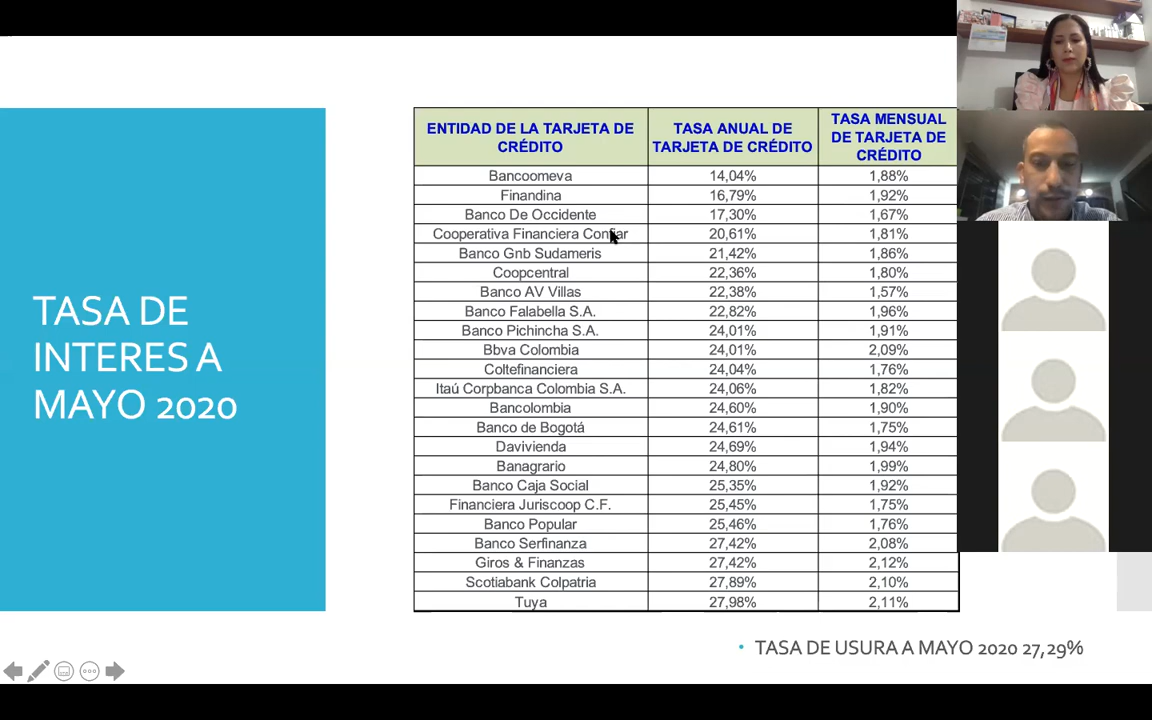 TASA DE
INTERES A
MAYO 2020
ENTIDAD DE LA TARJETA DE CRÉDITO TASA ANUAL DE TARJETA DE CRÉDITO TASA MENSUAL DE TARJETA DE CRÉDITO
Bancoomeva 14,04% 1,88%
Finandina 16,79% 1,92%
Banco De Occidente 17,30% 1,67%
Cooperativa Financiera Confiar 20,61% 1,81%
Banco Gnb Sudameris 21,42% 1,86%
Coopcentral 22,36% 1,80%
Banco AV Villas 22,38% 1,57%
Banco Falabella S.A. 22,82% 1,96%
Banco Pichincha S.A. 24,01% 1,91%
Bbva Colombia 24,01% 2,09%
Coltefinanciera 24,04% 1,76%
Itaú Corpbanca Colombia S.A. 24,06% 1,82%
Bancolombia 24,60% 1,90%
Banco de Bogotá 24,61% 1,75%
Davivienda 24,69% 1,94%
Banagrario 24,80% 1,99%
Banco Caja Social 25,35% 1,92%
Financiera Juriscoop C.F. 25,45% 1,75%
Banco Popular 25,46% 1,76%
Banco Serfinanza 27,42% 2,08%
Giros & Finanzas 27,42% 2,12%
Scotiabank Colpatria 27,89% 2,10%
Tuya 27,98% 2,11%
• TASA DE USURA A MAYO 2020 27,29%